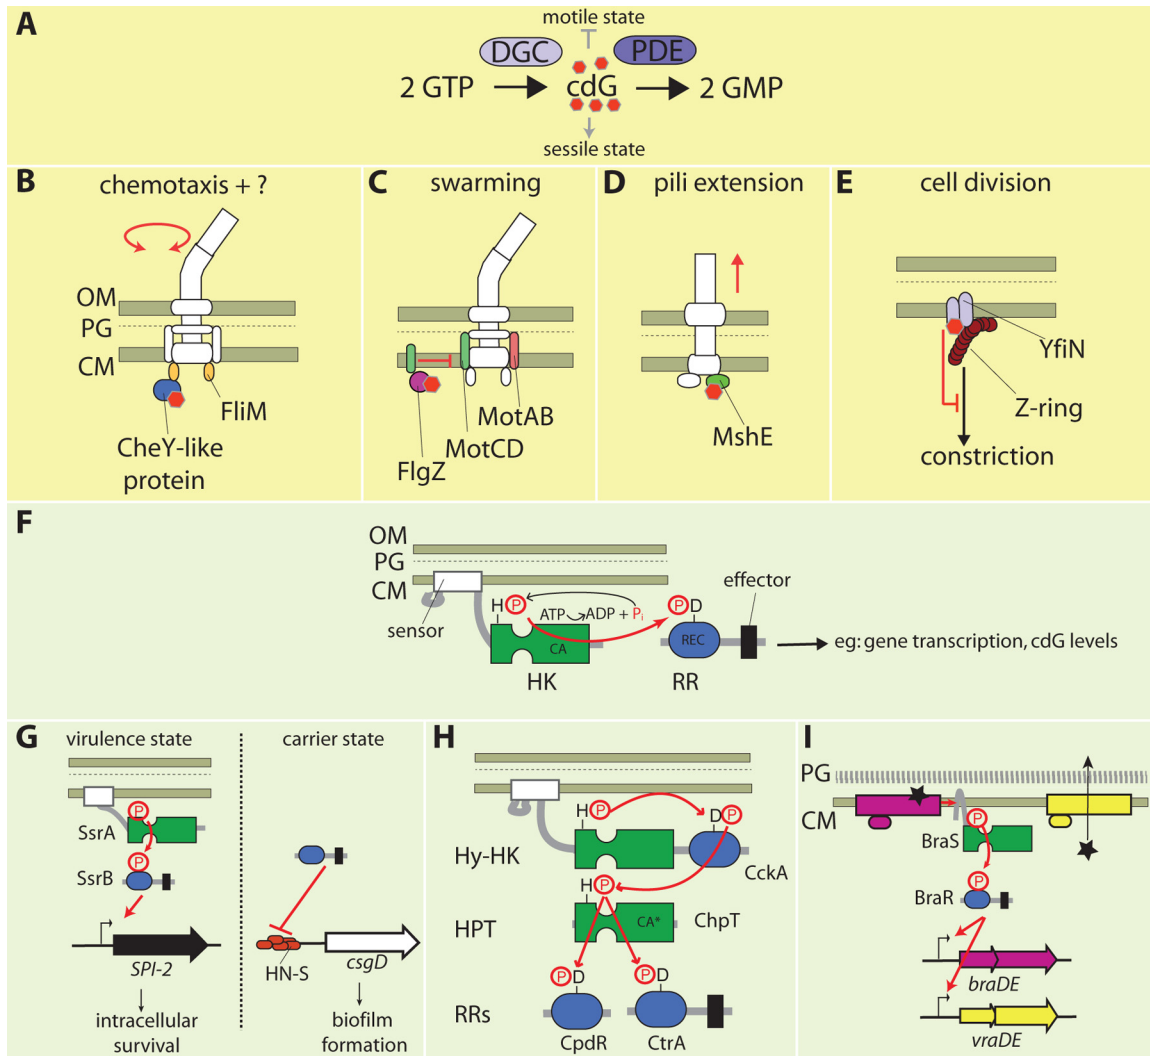 A
motile state
DGC
PDE
2 GTP
cdG
2 GMP
sessile state
B
chemotaxis + ?
OM
PG
CM
FliM
CheY-like
protein
C
swarming
MotAB
MotCD
FlgZ
D
pili extension
MshE
E
cell division
YfiN
Z-ring
constriction
F
OM
PG
CM
sensor
H
P
ATP
ADP + Pi
P
D
effector
CA
REC
HK
RR
eg: gene transcription, cdG levels
G
virulence state
carrier state
P
SsrA
P
SsrB
SPI-2
HN-S
csgD
intracellular
survival
biofilm
formation
H
H
P
D
P
Hy-HK
CckA
H
P
HPT
CA*
ChpT
P
D
P
D
RRs
CpdR
CtrA
I
PG
CM
P
BraS
P
BraR
braDE
vraDE